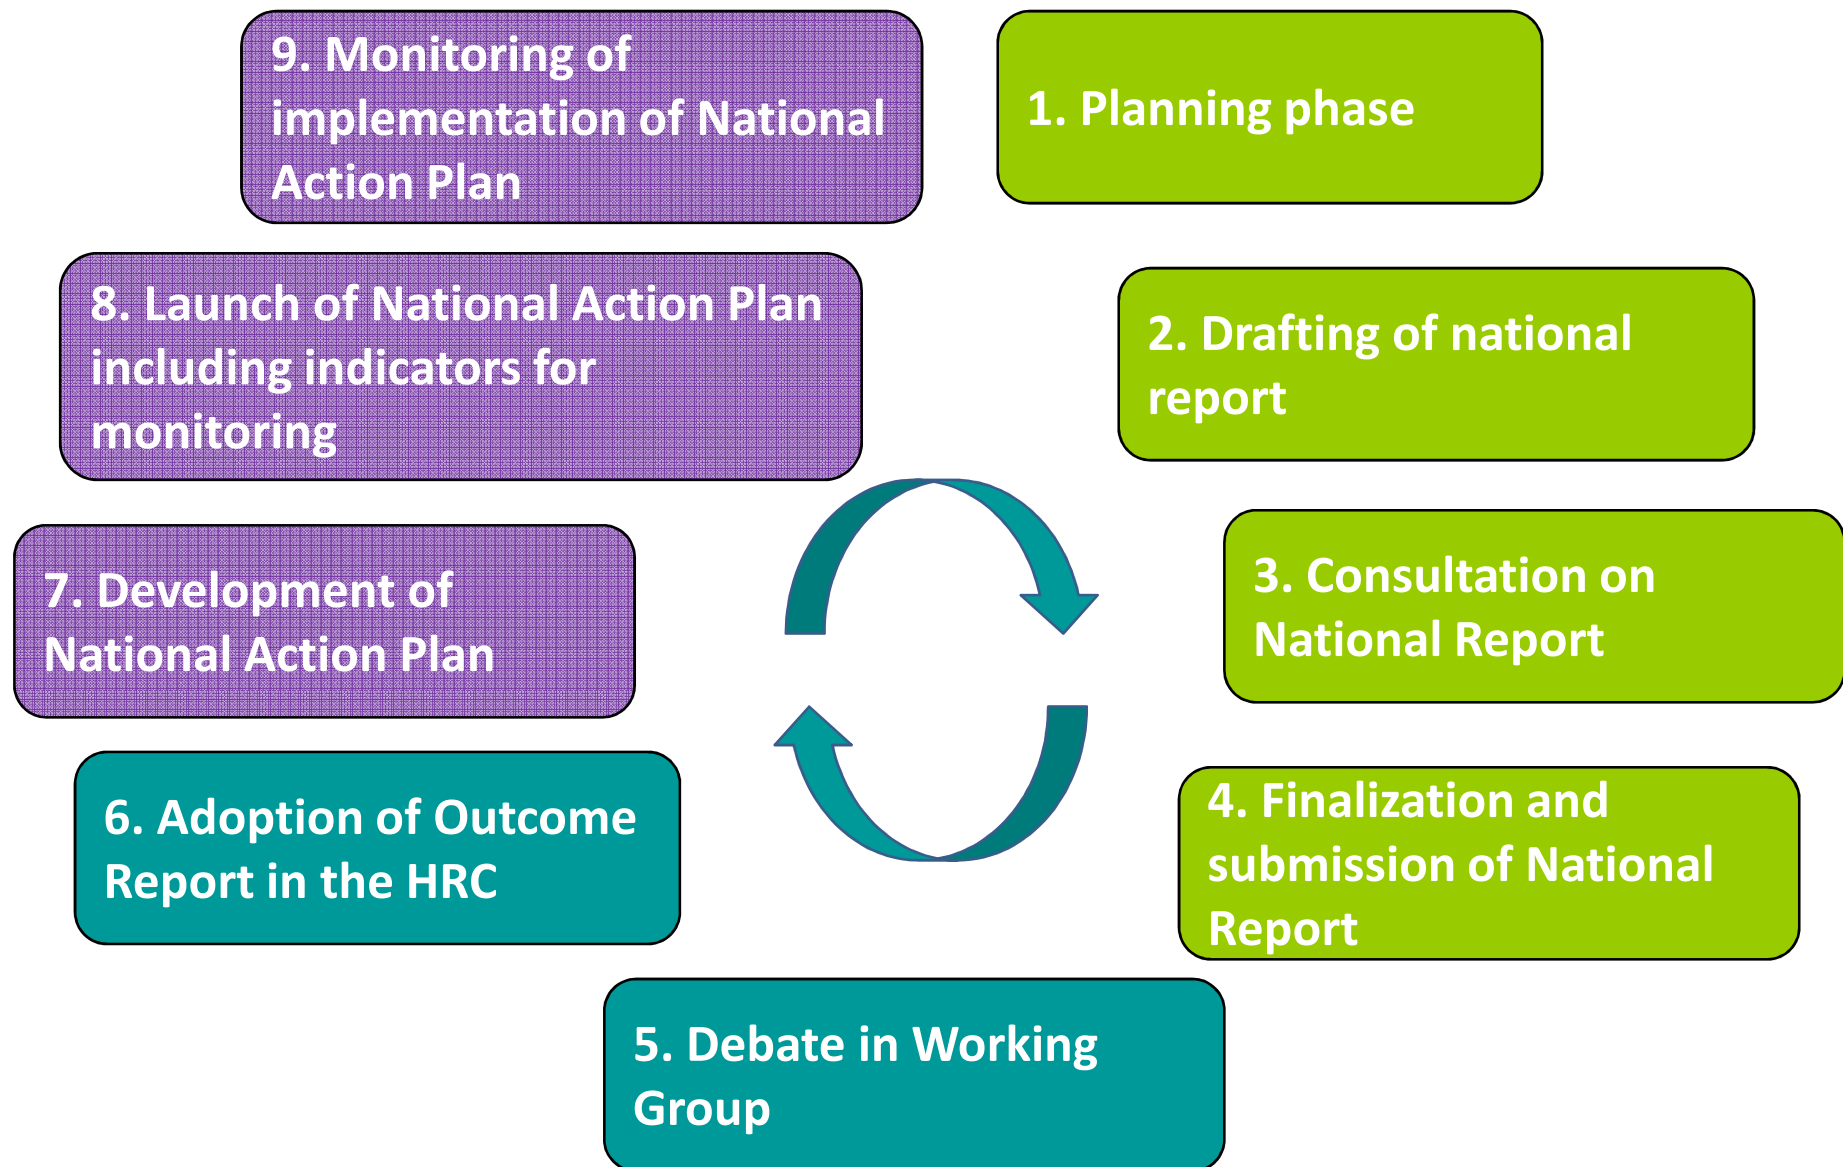 1. Planning phase
2. Drafting of national
report
3. Consultation on
National Report
4. Finalization and
submission of National
Report
5. Debate in Working
Group
6. Adoption of Outcome
Report in the HRC
7. Development of
National Action Plan
8. Launch of National Action Plan
including indicators for
monitoring
9. Monitoring of
implementation of National
Action Plan